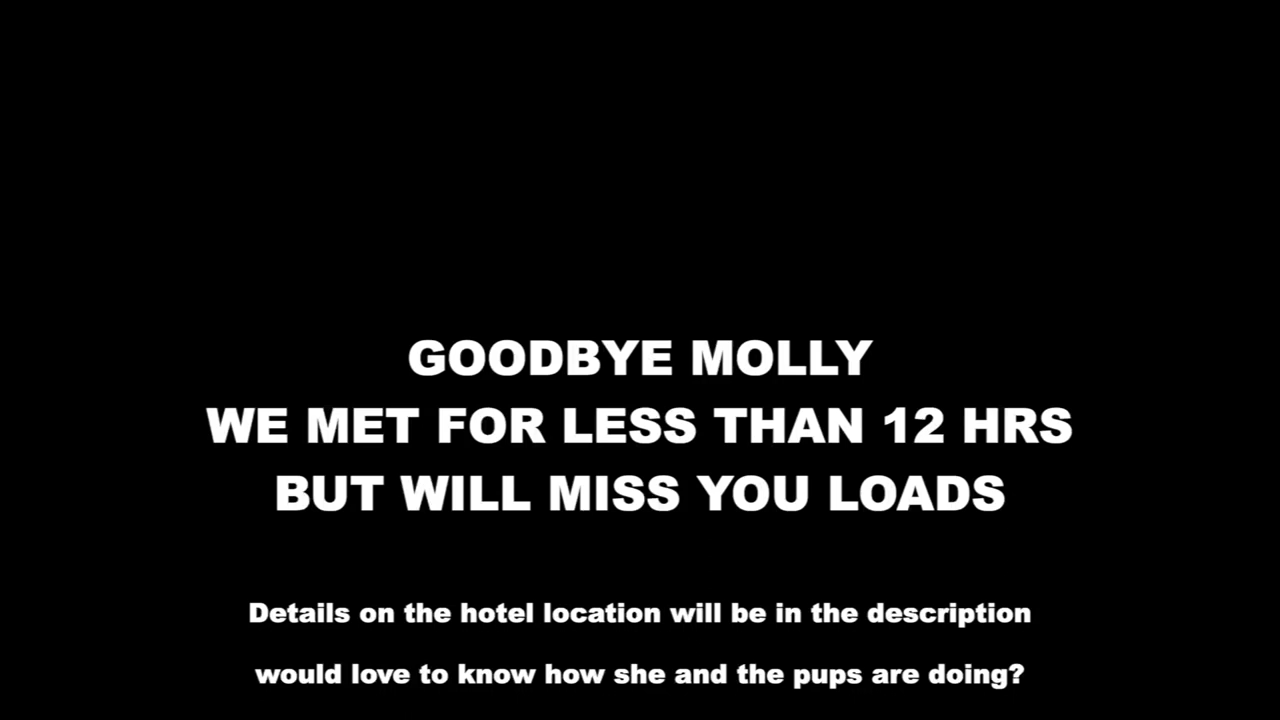 GOODBYE MOLLY
WE MET FOR LESS THAN 12 HRS
BUT WILL MISS YOU LOADS
Details on the hotel location will be in the description
would love to know how she and the pups are doing?